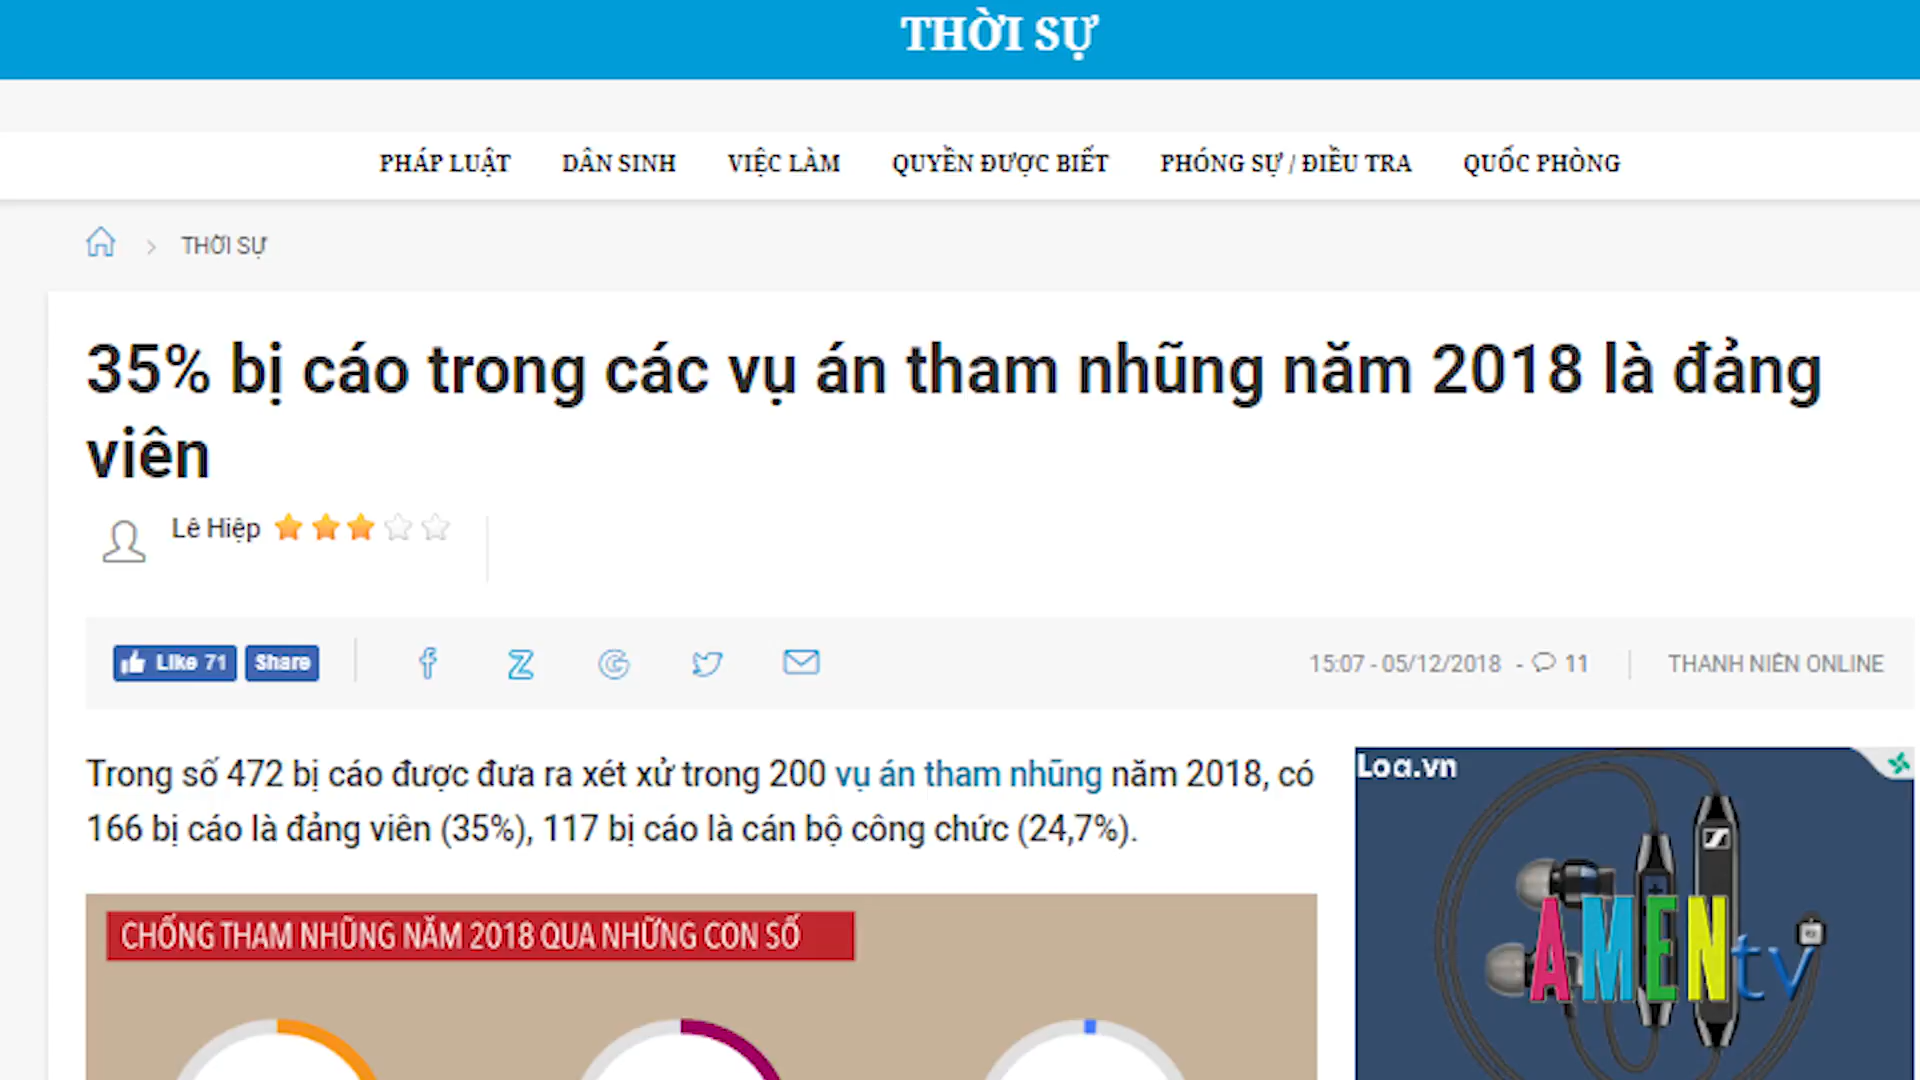 THỜI SỰ
PHÁP LUẬT DÂN SINH VIỆC LÀM QUYỀN ĐƯỢC BIẾT PHÓNG SỰ / ĐIỀU TRA QUỐC PHÒNG
THỜI SỰ
35% bị cáo trong các vụ án tham nhũng năm 2018 là đảng
viên
Lê Hiệp
Like 71 Share
15:07 - 05/12/2018 - 11 THANH NIÊN ONLINE
Trong số 472 bị cáo được đưa ra xét xử trong 200 vụ án tham nhũng năm 2018, có
166 bị cáo là đảng viên (35%), 117 bị cáo là cán bộ công chức (24,7%).
Loa.vn
CHỐNG THAM NHŨNG NĂM 2018 QUA NHỮNG CON SỐ
AMENtv